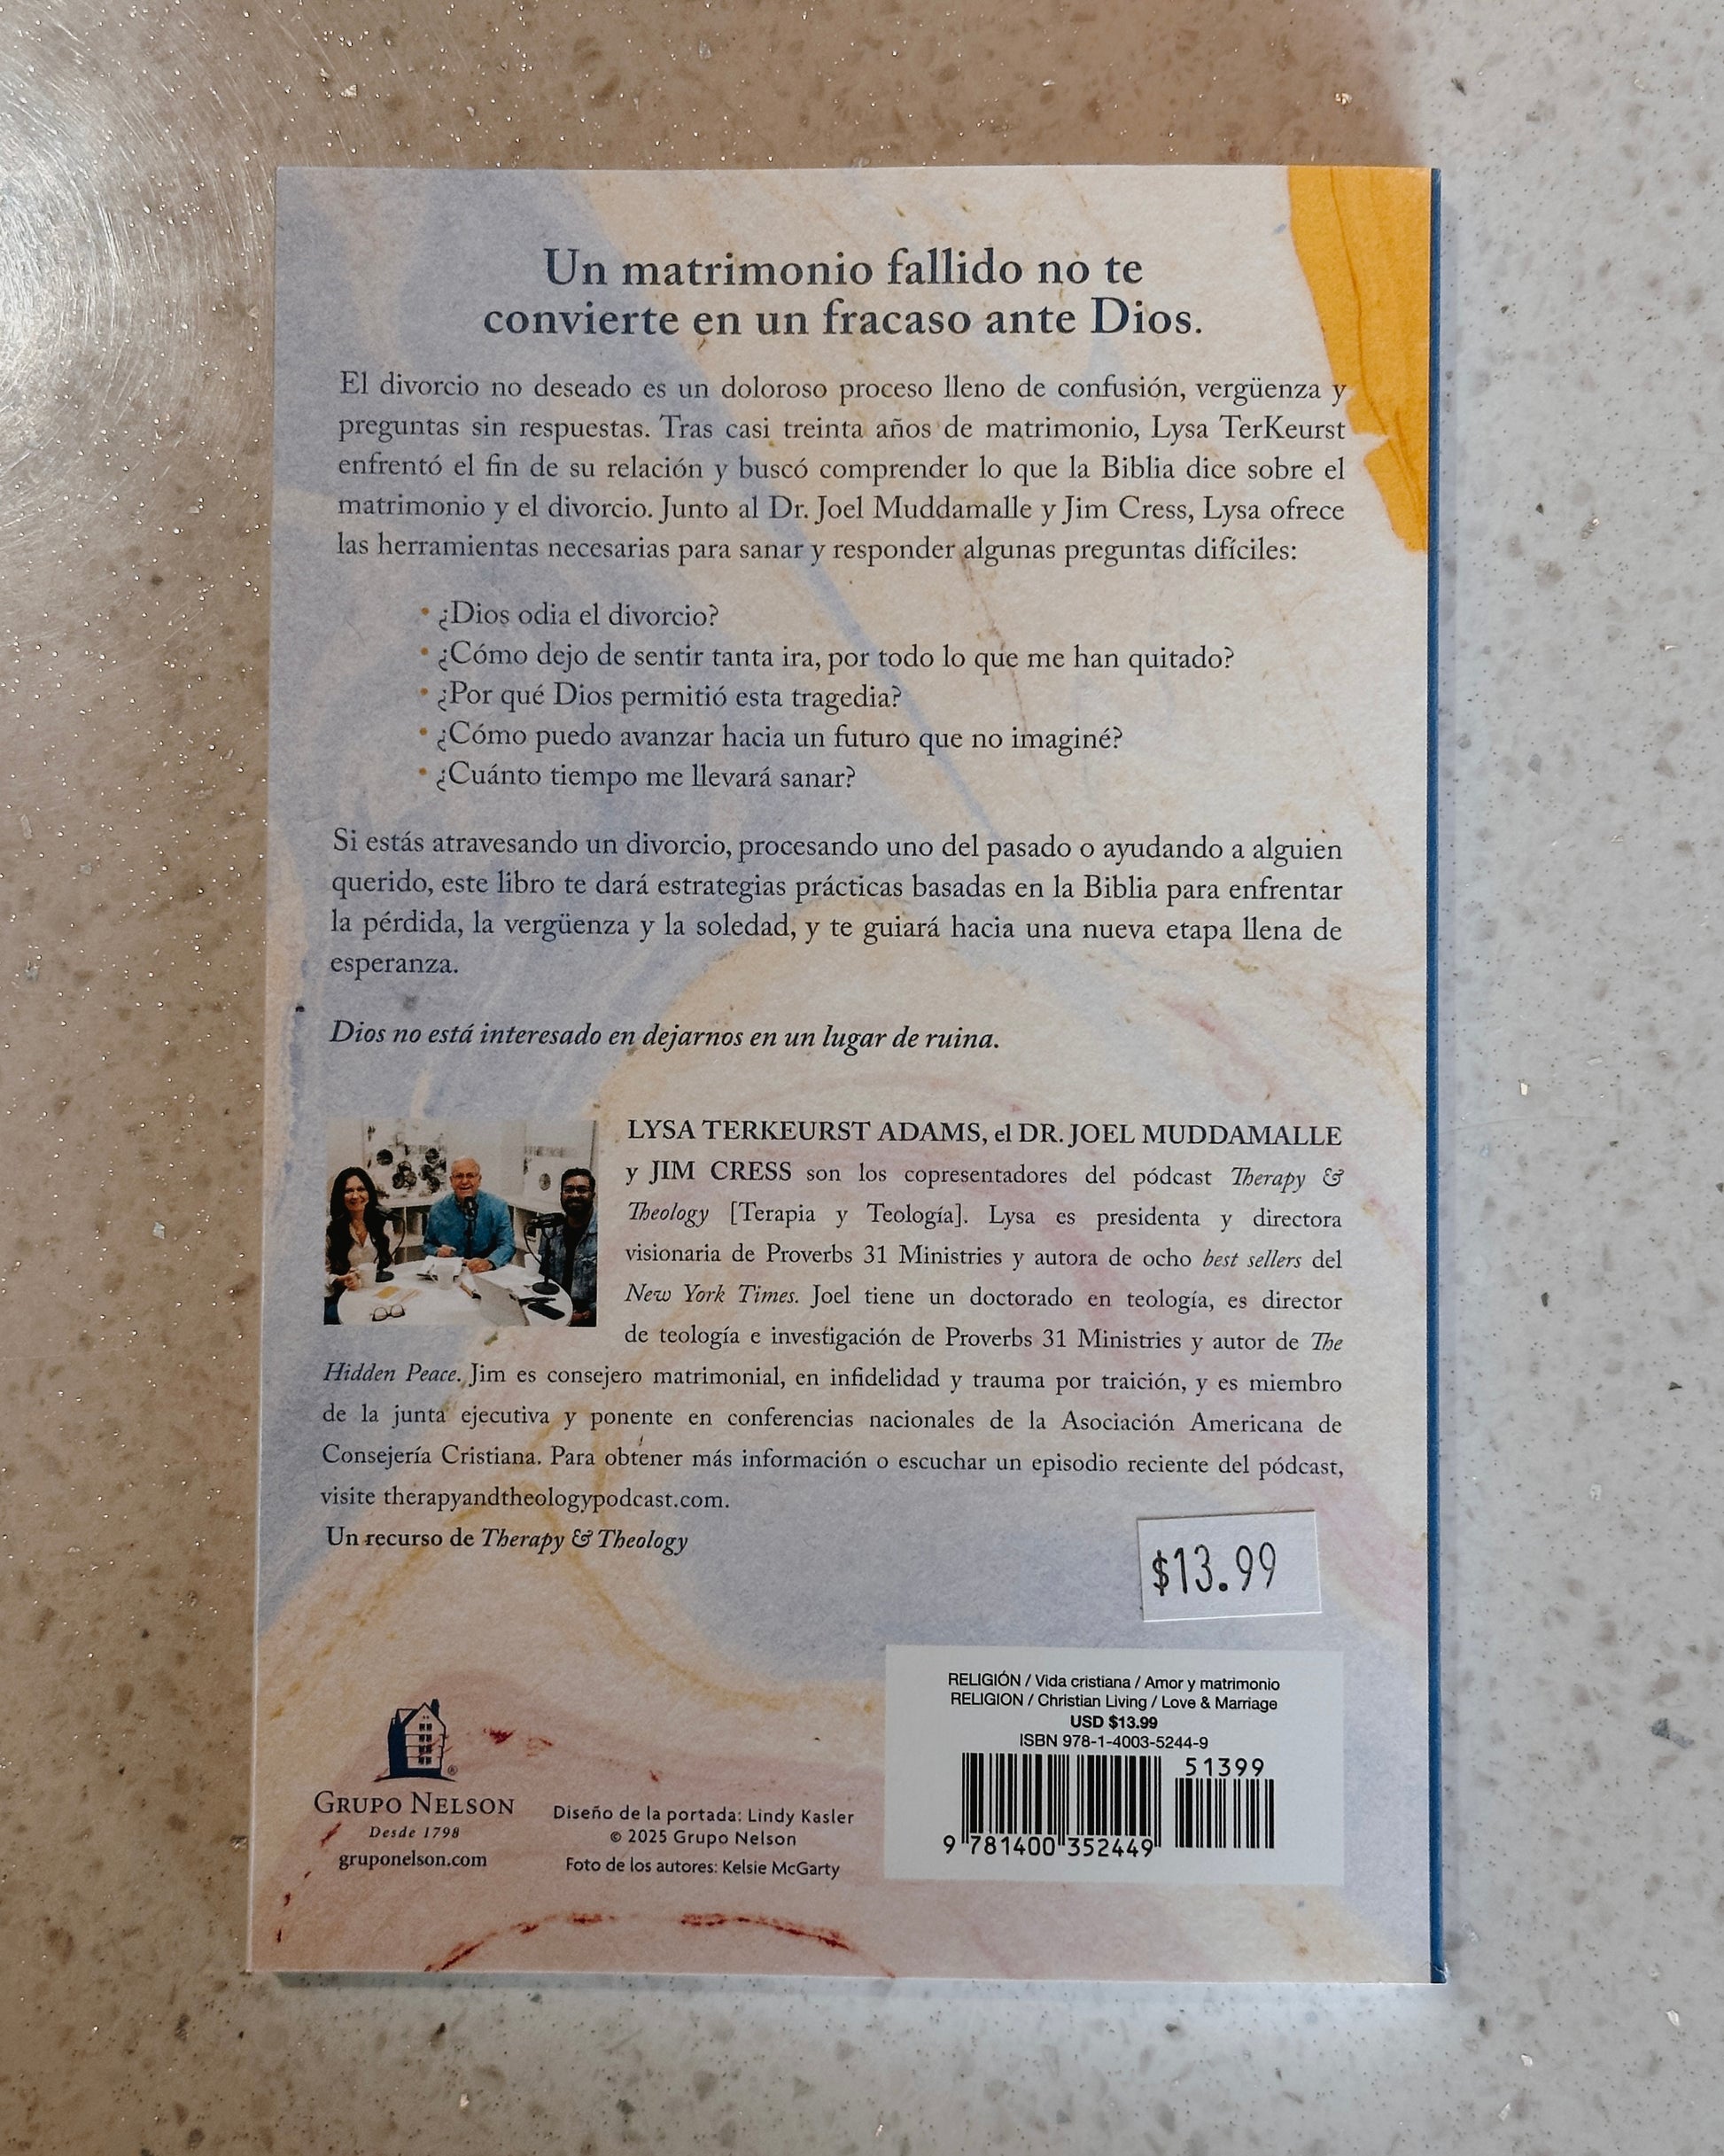 Un matrimonio fallido no te
convierte en un fracaso ante Dios.
El divorcio no deseado es un doloroso proceso lleno de confusión, vergüenza y
preguntas sin respuestas. Tras casi treinta años de matrimonio, Lysa TerKeurst
enfrentó el fin de su relación y buscó comprender lo que la Biblia dice sobre el
matrimonio y el divorcio. Junto al Dr. Joel Muddamalle y Jim Cress, Lysa ofrece
las herramientas necesarias para sanar y responder algunas preguntas difíciles:
• ¿Dios odia el divorcio?
• ¿Cómo dejo de sentir tanta ira, por todo lo que me han quitado?
• ¿Por qué Dios permitió esta tragedia?
• ¿Cómo puedo avanzar hacia un futuro que no imaginé?
• ¿Cuánto tiempo me llevará sanar?
Si estás atravesando un divorcio, procesando uno del pasado o ayudando a alguien
querido, este libro te dará estrategias prácticas basadas en la Biblia para enfrentar
la pérdida, la vergüenza y la soledad, y te guiará hacia una nueva etapa llena de
esperanza.
Dios no está interesado en dejarnos en un lugar de ruina.
LYSA TERKEURST ADAMS, el DR. JOEL MUDDAMALLE
y JIM CRESS son los copresentadores del pódcast Therapy &
Theology [Terapia y Teología]. Lysa es presidenta y directora
visionaria de Proverbs 31 Ministries y autora de ocho best sellers del
New York Times. Joel tiene un doctorado en teología, es director
de teología e investigación de Proverbs 31 Ministries y autor de The
Hidden Peace. Jim es consejero matrimonial, en infidelidad y trauma por traición, y es miembro
de la junta ejecutiva y ponente en conferencias nacionales de la Asociación Americana de
Consejería Cristiana. Para obtener más información o escuchar un episodio reciente del pódcast,
visite therapyandtheologypodcast.com.
Un recurso de Therapy & Theology
$13.99
RELIGIÓN / Vida cristiana / Amor y matrimonio
RELIGION / Christian Living / Love & Marriage
USD $13.99
ISBN 978-1-4003-5244-9
51399
9 781400 352449
GRUPO NELSON
Desde 1798
gruponelson.com
Diseño de la portada: Lindy Kasler
© 2025 Grupo Nelson
Foto de los autores: Kelsie McGarty